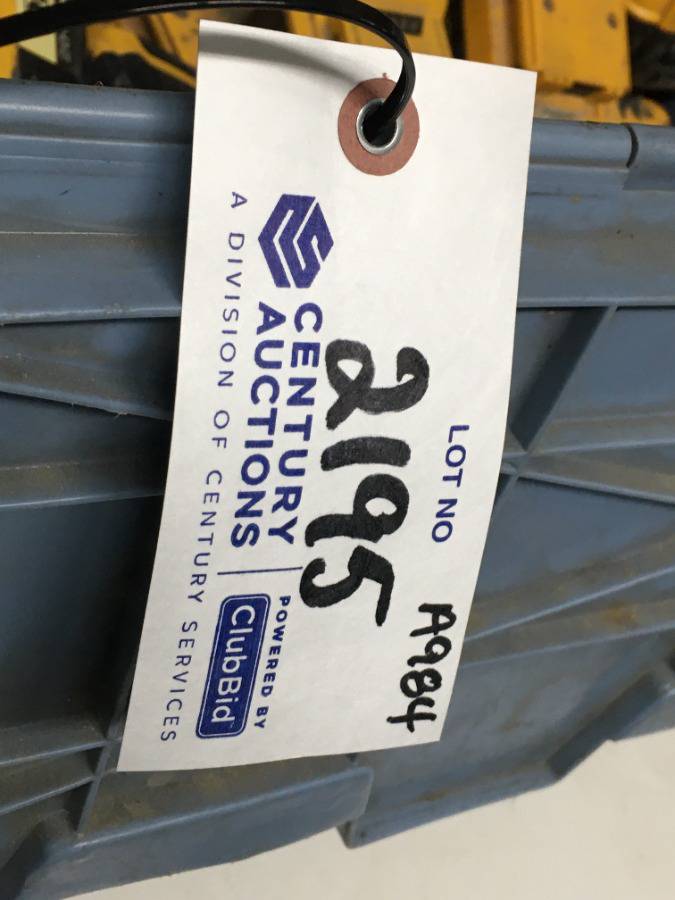 LOT NO
A984
2195
CENTURY
AUCTIONS
POWERED BY
ClubBid
A DIVISION OF CENTURY SERVICES